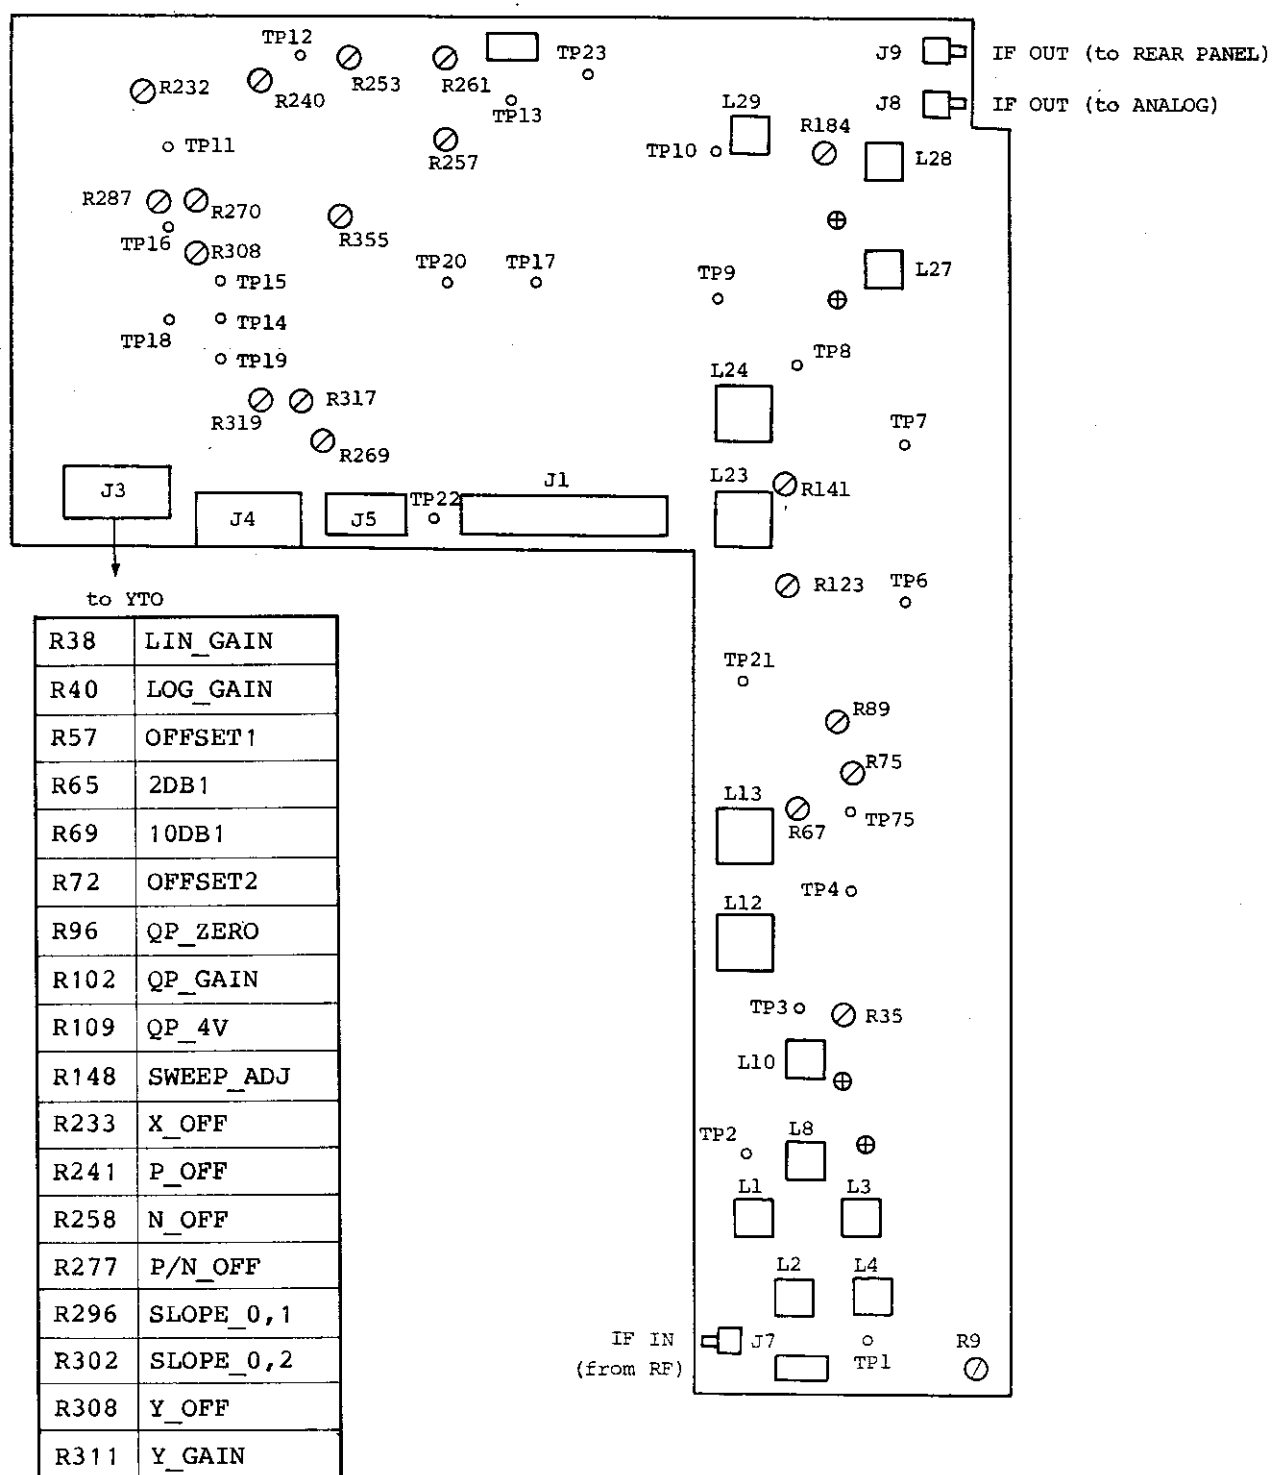 TP12
TP23
J9 IF OUT (to REAR PANEL)
R232
R240
R253
R261
TP13
L29
J8 IF OUT (to ANALOG)
R184
TP11
R257
TP10
L28
R287
R270
TP16
R308
R355
TP15
TP20
TP17
TP9
L27
TP18
TP14
TP19
TP8
L24
R319
R317
TP7
R269
J3
J4
J5
TP22
J1
L23
R141
to YTO
R123
TP6
TP21
R89
R75
L13
R67
TP75
TP4
L12
TP3
R35
L10
TP2
L8
L1
L3
L2
L4
IF IN
(from RF)
J7
TP1
R9
R38 LIN_GAIN
R40 LOG_GAIN
R57 OFFSET1
R65 2DB1
R69 10DB1
R72 OFFSET2
R96 QP_ZERO
R102 QP_GAIN
R109 QP_4V
R148 SWEEP_ADJ
R233 X_OFF
R241 P_OFF
R258 N_OFF
R277 P/N_OFF
R296 SLOPE_0,1
R302 SLOPE_0,2
R308 Y_OFF
R311 Y_GAIN